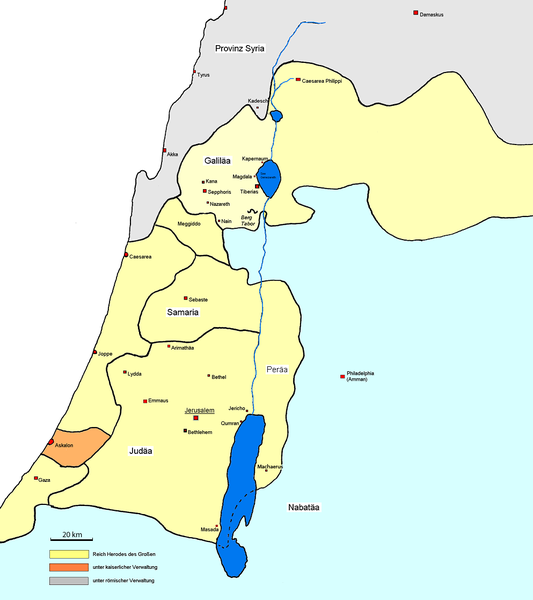 Damaskus
Provinz Syria
Tyrus
Caesarea Philippi
Kadesch
Akka
Galiläa
Kapernaum
Magdala
Kana
Sepphoris
Tiberias
Nazareth
Berg
Tabor
Nain
Meggiddo
Caesarea
Sebaste
Samaria
Arimathäa
Joppe
Lydda
Bethel
Peräa
Philadelphia
(Amman)
Emmaus
Jericho
Jerusalem
Qumran
Bethlehem
Askalon
Judäa
Machaerus
Gaza
Nabatäa
Masada
20 km
Reich Herodes des Großen
unter kaiserlicher Verwaltung
unter römischer Verwaltung